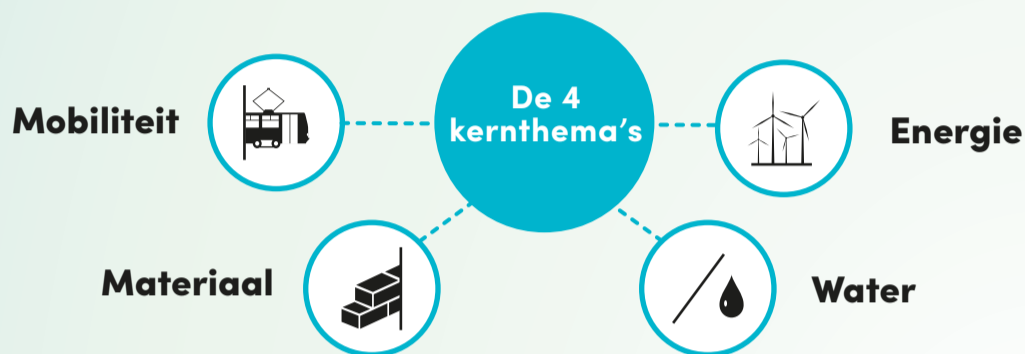 De 4
kernthema's
Mobiliteit
Energie
Materiaal
Water